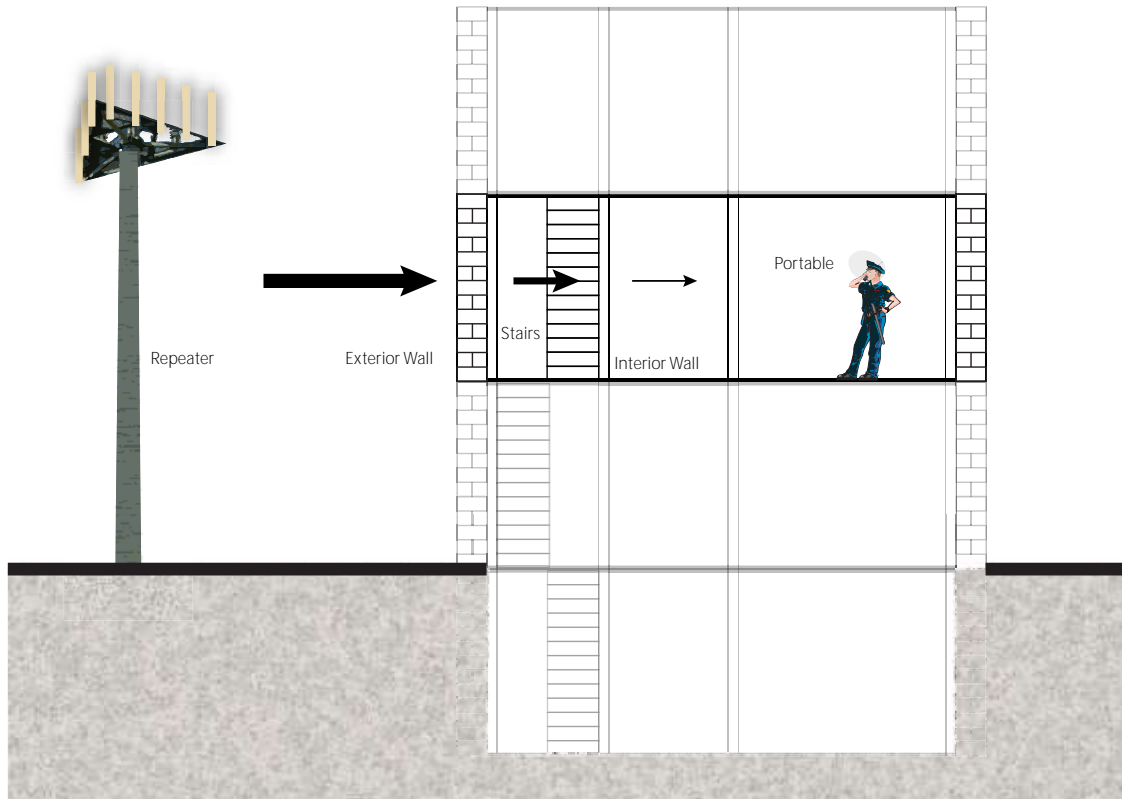 Portable
Stairs
Repeater
Exterior Wall
Interior Wall